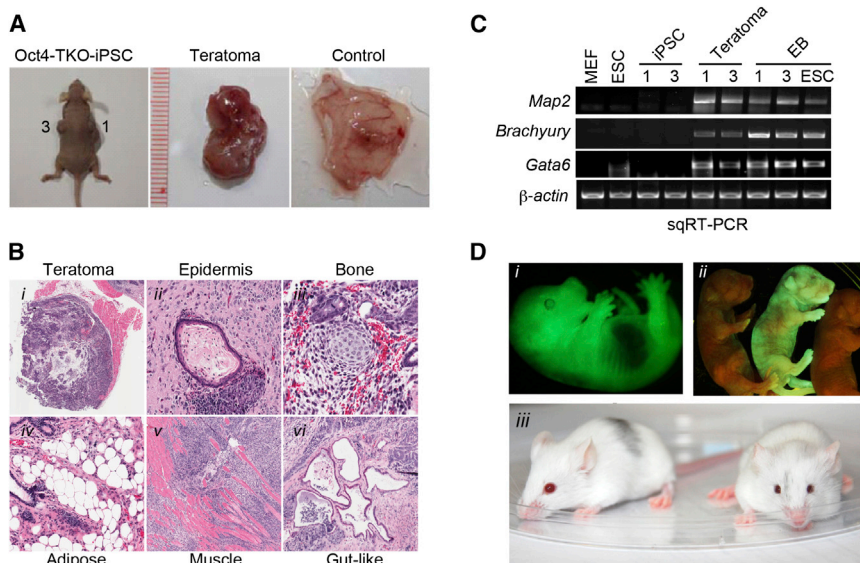 A
Oct4-TKO-iPSC Teratoma Control
3 1
B
Teratoma Epidermis Bone
i ii iii
iv v vi
Adipose Muscle Gut-like
C
MEF ESC iPSC Teratoma EB
1 3 1 3 1 3 ESC
Map2
Brachyury
Gata6
β-actin
sqRT-PCR
D
i ii
iii